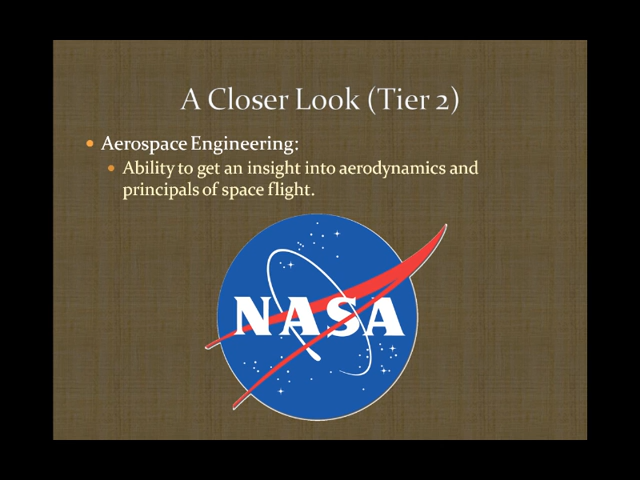 A Closer Look (Tier 2)
Aerospace Engineering:
Ability to get an insight into aerodynamics and
principals of space flight.
NASA